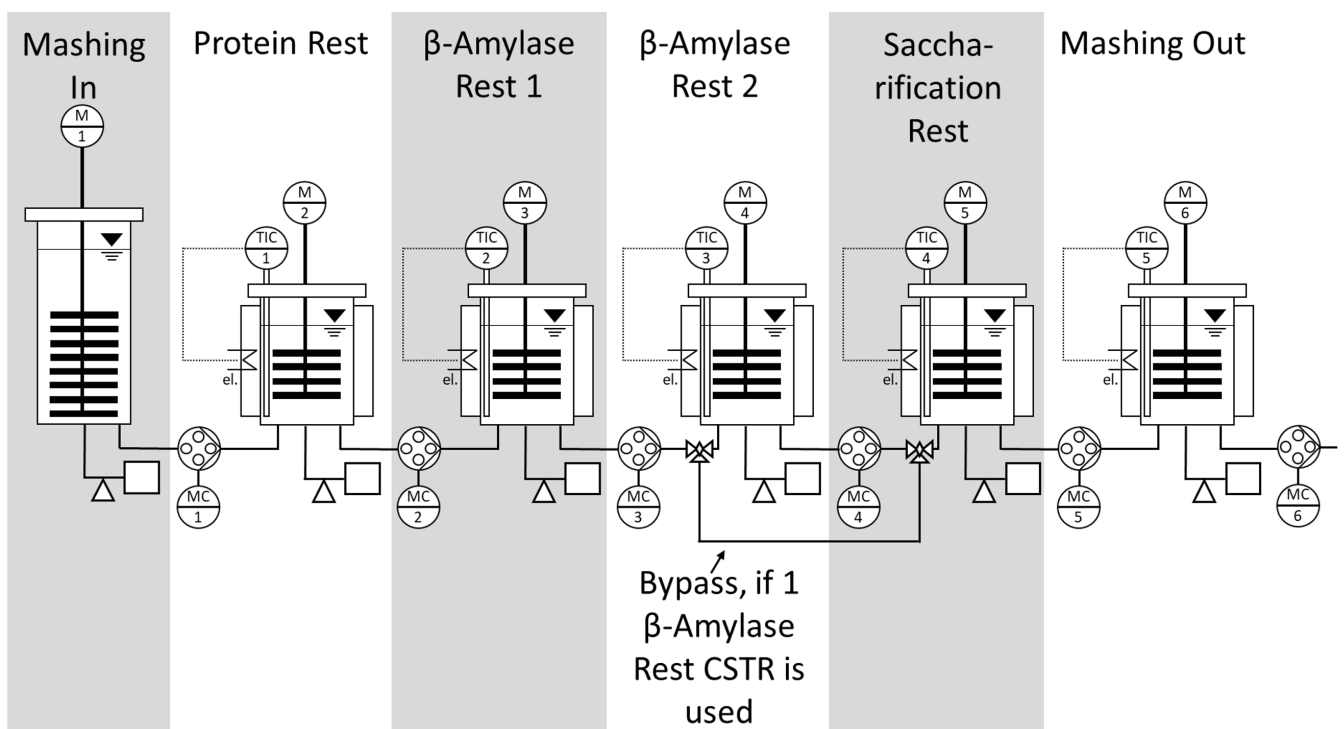 Mashing
In
Protein Rest
β-Amylase
Rest 1
β-Amylase
Rest 2
Saccha-
rification
Rest
Mashing Out
M
1
M
2
M
3
M
4
M
5
M
6
TIC
1
TIC
2
TIC
3
TIC
4
TIC
5
el.
el.
el.
el.
el.
MC
1
MC
2
MC
3
MC
4
MC
5
MC
6
Bypass, if 1
β-Amylase
Rest CSTR is
used